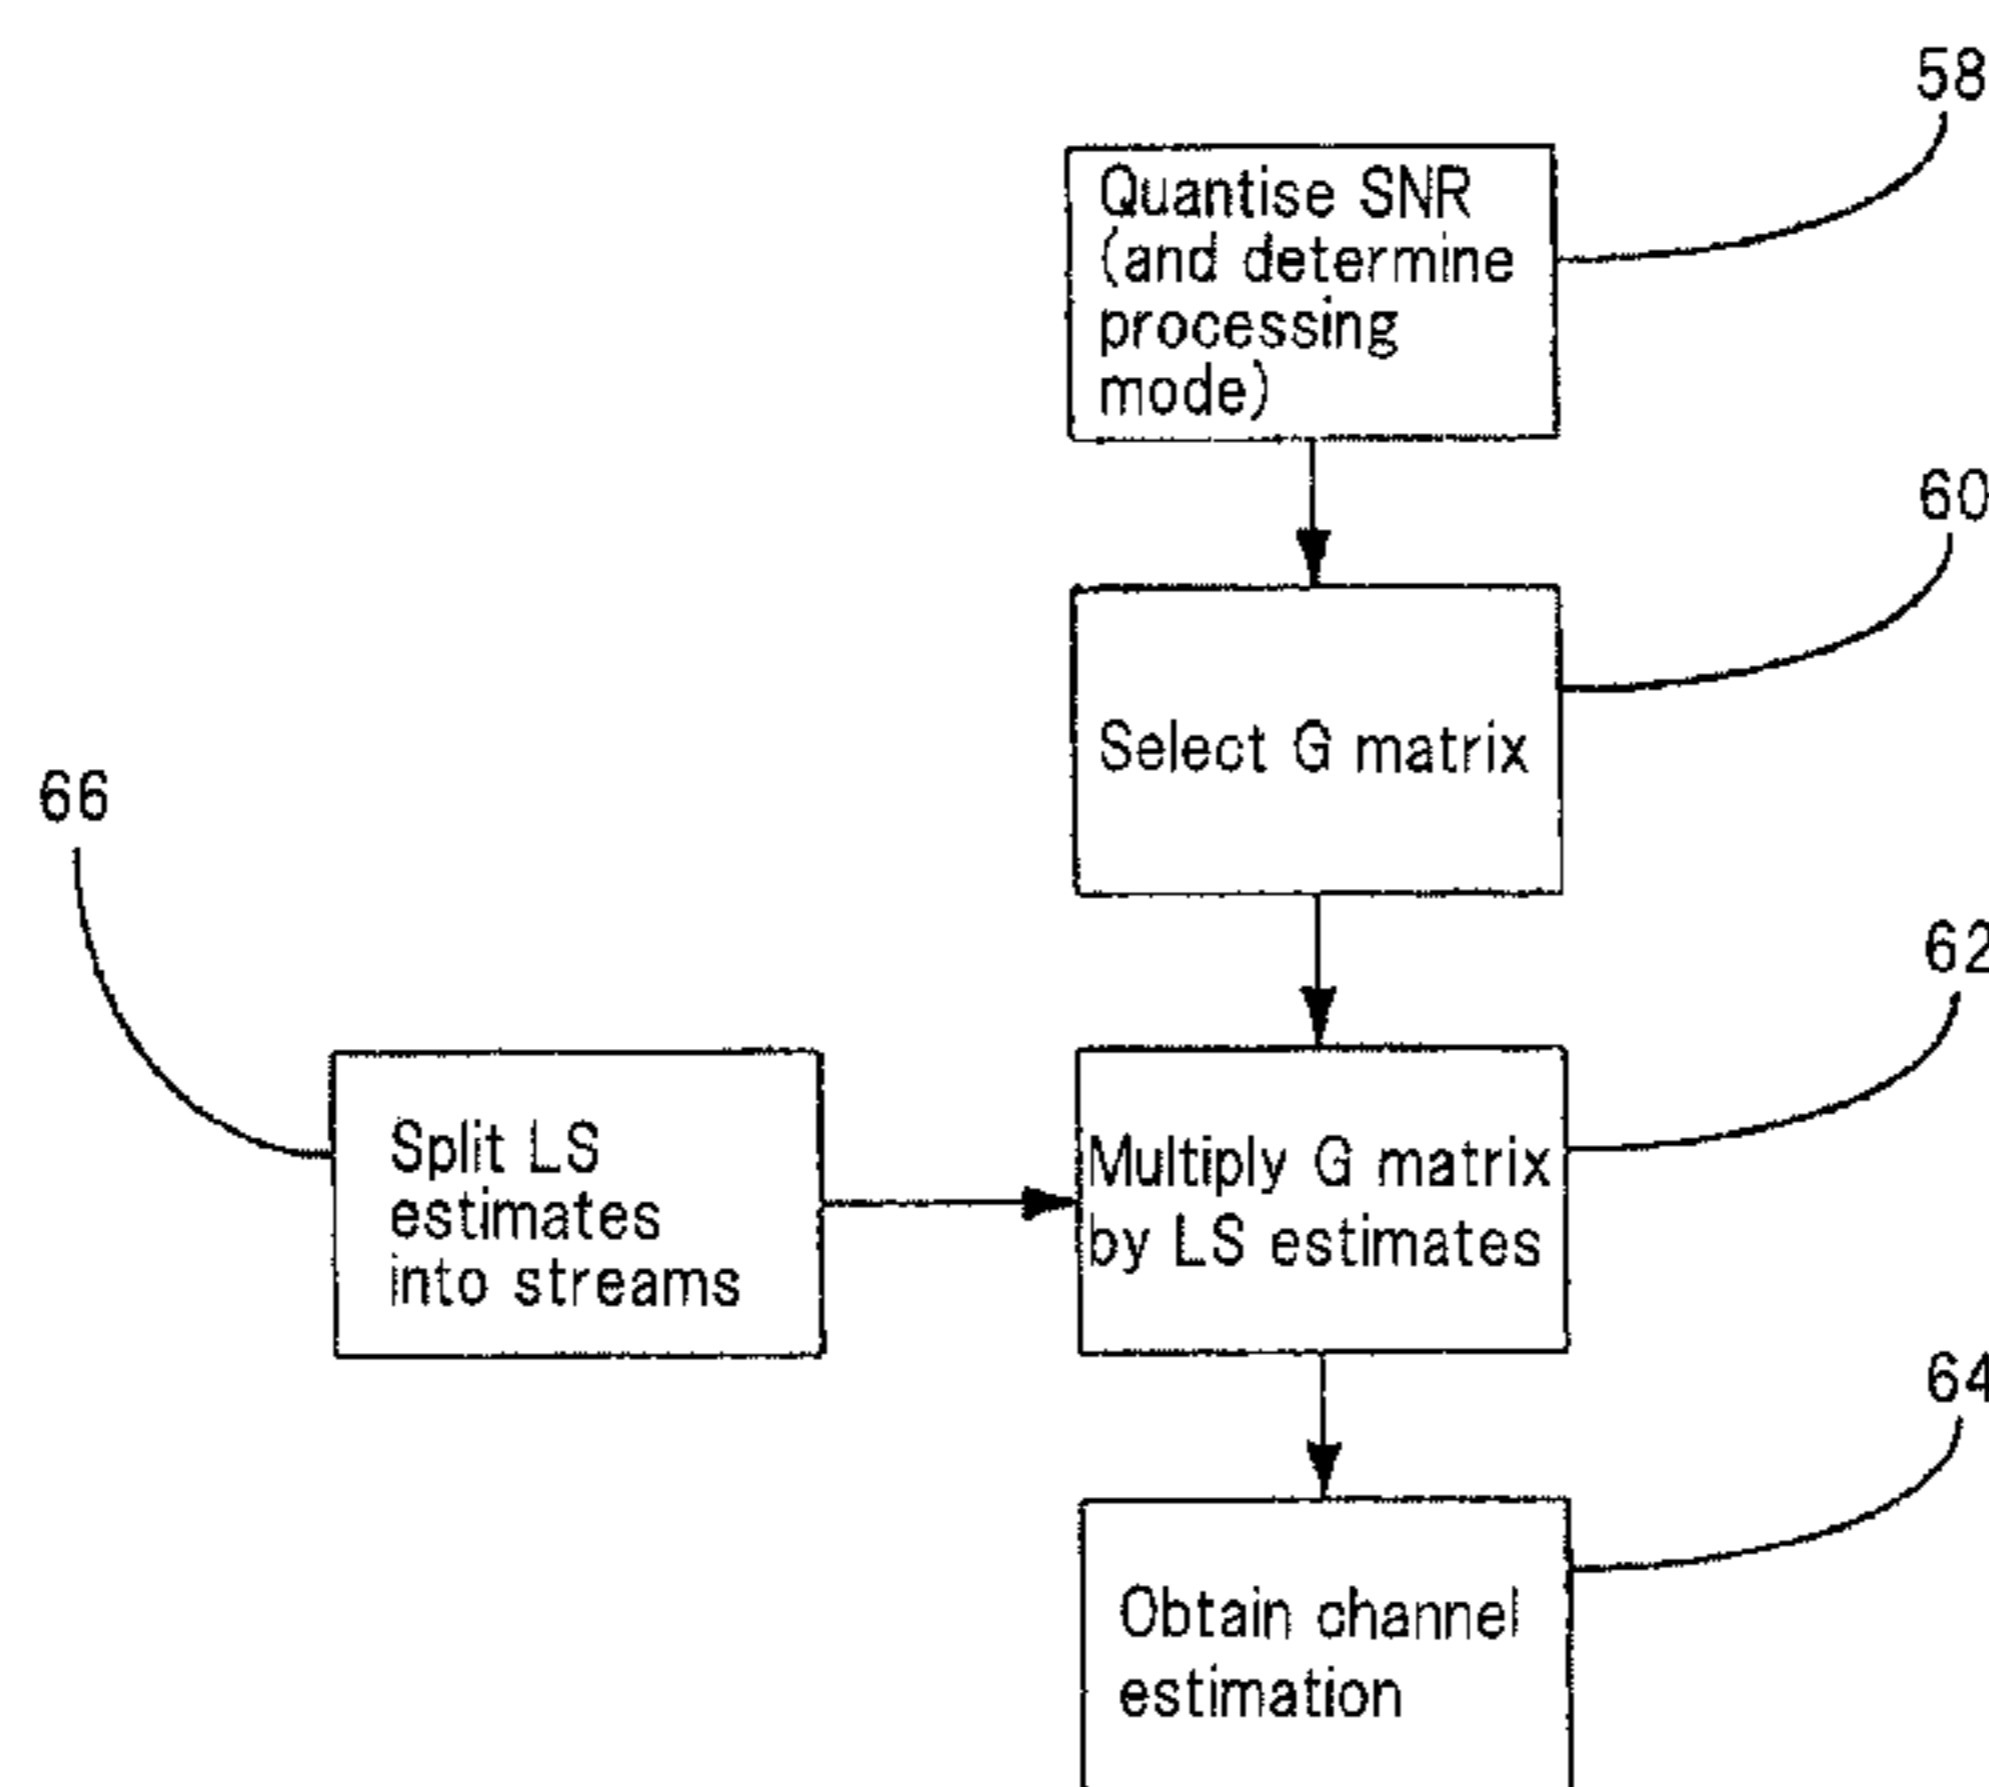 58
Quantise SNR
(and determine
processing
mode)
60
Select G matrix
66
62
Split LS
estimates
into streams
Multiply G matrix
by LS estimates
64
Obtain channel
estimation